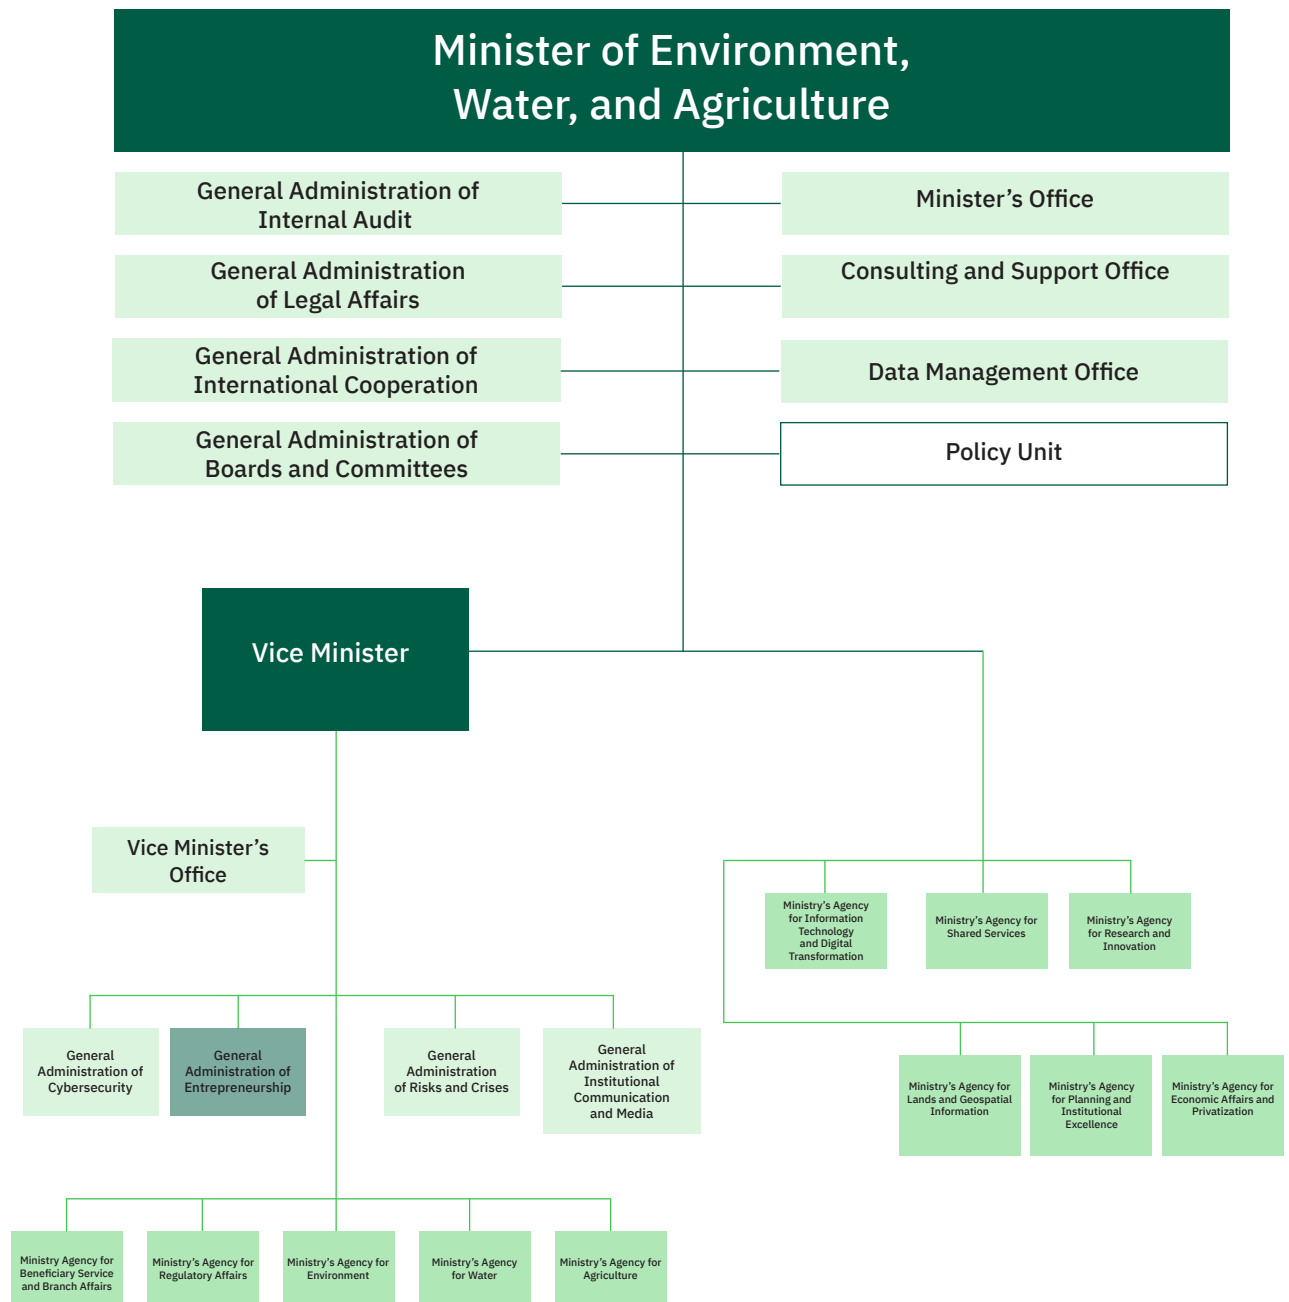 Minister of Environment,
Water, and Agriculture
General Administration of
Internal Audit
Minister's Office
General Administration
of Legal Affairs
Consulting and Support Office
General Administration of
International Cooperation
Data Management Office
General Administration of
Boards and Committees
Policy Unit
Vice Minister
Vice Minister's
Office
Ministry's Agency
for Information
Technology
and Digital
Transformation
Ministry's Agency for
Shared Services
Ministry's Agency
for Research and
Innovation
General
Administration of
Cybersecurity
General
Administration of
Entrepreneurship
General
Administration
of Risks and Crises
General
Administration of
Institutional
Communication
and Media
Ministry's Agency for
Lands and Geospatial
Information
Ministry's Agency
for Planning and
Institutional
Excellence
Ministry's Agency for
Economic Affairs and
Privatization
Ministry Agency for
Beneficiary Service
and Branch Affairs
Ministry's Agency for
Regulatory Affairs
Ministry's Agency for
Environment
Ministry's Agency
for Water
Ministry's Agency for
Agriculture